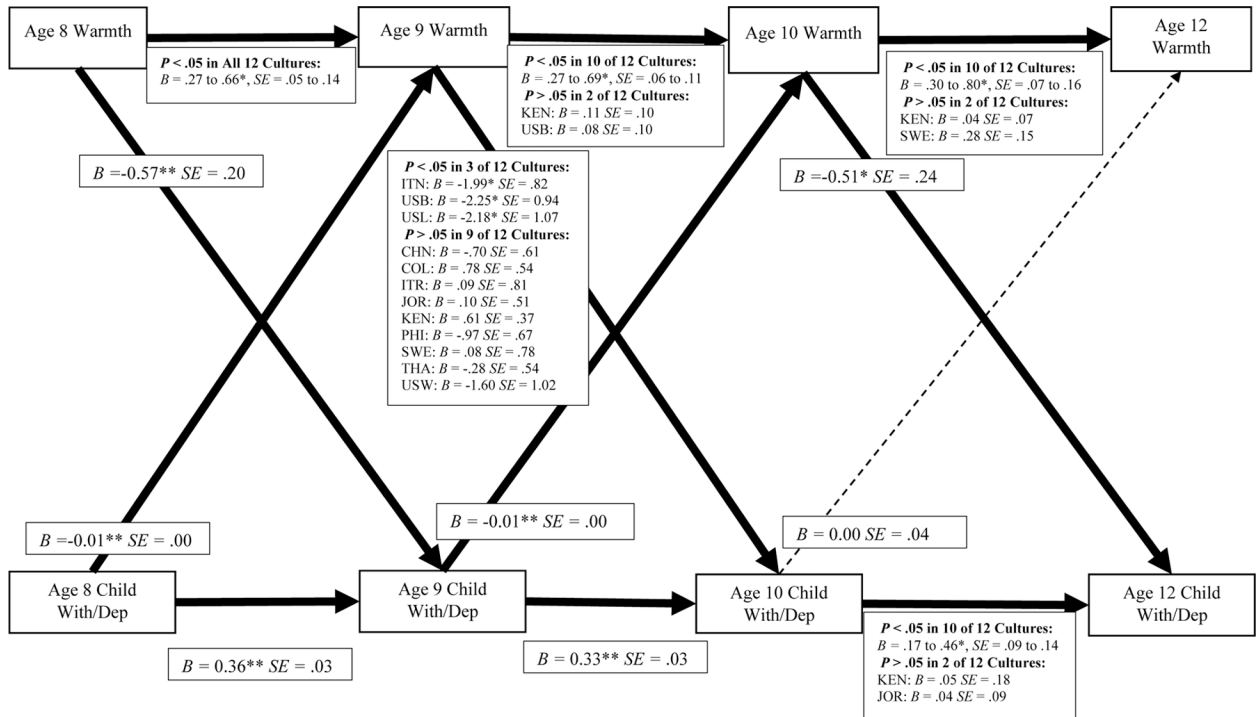 Age 8 Warmth
Age 9 Warmth
Age 10 Warmth
Age 12
Warmth
P < .05 in All 12 Cultures:
B = .27 to .66*, SE = .05 to .14
P < .05 in 10 of 12 Cultures:
B = .27 to .69*, SE = .06 to .11
P > .05 in 2 of 12 Cultures:
KEN: B = .11 SE = .10
USB: B = .08 SE = .10
P < .05 in 10 of 12 Cultures:
B = .30 to .80*, SE = .07 to .16
P > .05 in 2 of 12 Cultures:
KEN: B = .04 SE = .07
SWE: B = .28 SE = .15
B =-0.57** SE = .20
P < .05 in 3 of 12 Cultures:
ITN: B = -1.99* SE = .82
USB: B = -2.25* SE = 0.94
USL: B = -2.18* SE = 1.07
P > .05 in 9 of 12 Cultures:
CHN: B = -.70 SE = .61
COL: B = .78 SE = .54
ITR: B = .09 SE = .81
JOR: B = .10 SE = .51
KEN: B = .61 SE = .37
PHI: B = -.97 SE = .67
SWE: B = .08 SE = .78
THA: B = -.28 SE = .54
USW: B = -1.60 SE = 1.02
B =-0.51* SE = .24
B =-0.01** SE = .00
B = -0.01** SE = .00
B = 0.00 SE = .04
Age 8 Child
With/Dep
Age 9 Child
With/Dep
Age 10 Child
With/Dep
Age 12 Child
With/Dep
B = 0.36** SE = .03
B = 0.33** SE = .03
P < .05 in 10 of 12 Cultures:
B = .17 to .46*, SE = .09 to .14
P > .05 in 2 of 12 Cultures:
KEN: B = .05 SE = .18
JOR: B = .04 SE = .09